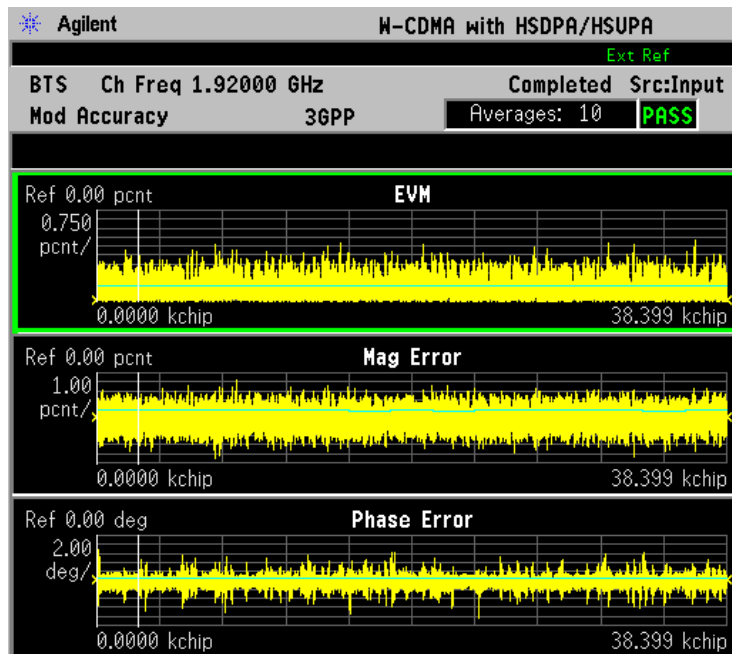 Agilent W-CDMA with HSDPA/HSUPA
Ext Ref
BTS Ch Freq 1.92000 GHz Completed Src:Input
Mod Accuracy 3GPP Averages: 10 PASS
Ref 0.00 pcnt EVM
0.750
pcnt/
0.0000 kchip 38.399 kchip
Ref 0.00 pcnt Mag Error
1.00
pcnt/
0.0000 kchip 38.399 kchip
Ref 0.00 deg Phase Error
2.00
deg/
0.0000 kchip 38.399 kchip